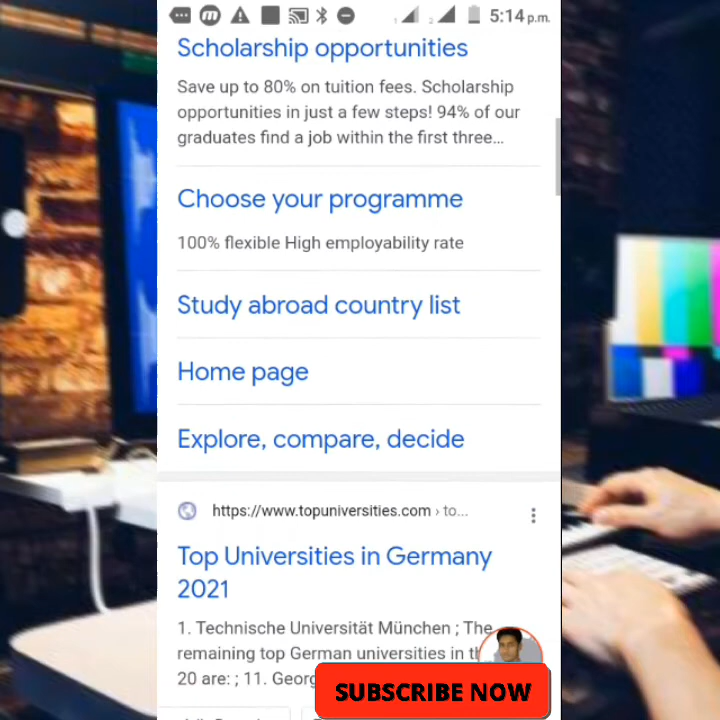 5:14 p.m.
Scholarship opportunities
Save up to 80% on tuition fees. Scholarship
opportunities in just a few steps! 94% of our
graduates find a job within the first three...
Choose your programme
100% flexible High employability rate
Study abroad country list
Home page
Explore, compare, decide
https://www.topuniversities.com › to...
Top Universities in Germany
2021
1. Technische Universität München ; The
remaining top German universities in
20 are: ; 11. Georg
SUBSCRIBE NOW